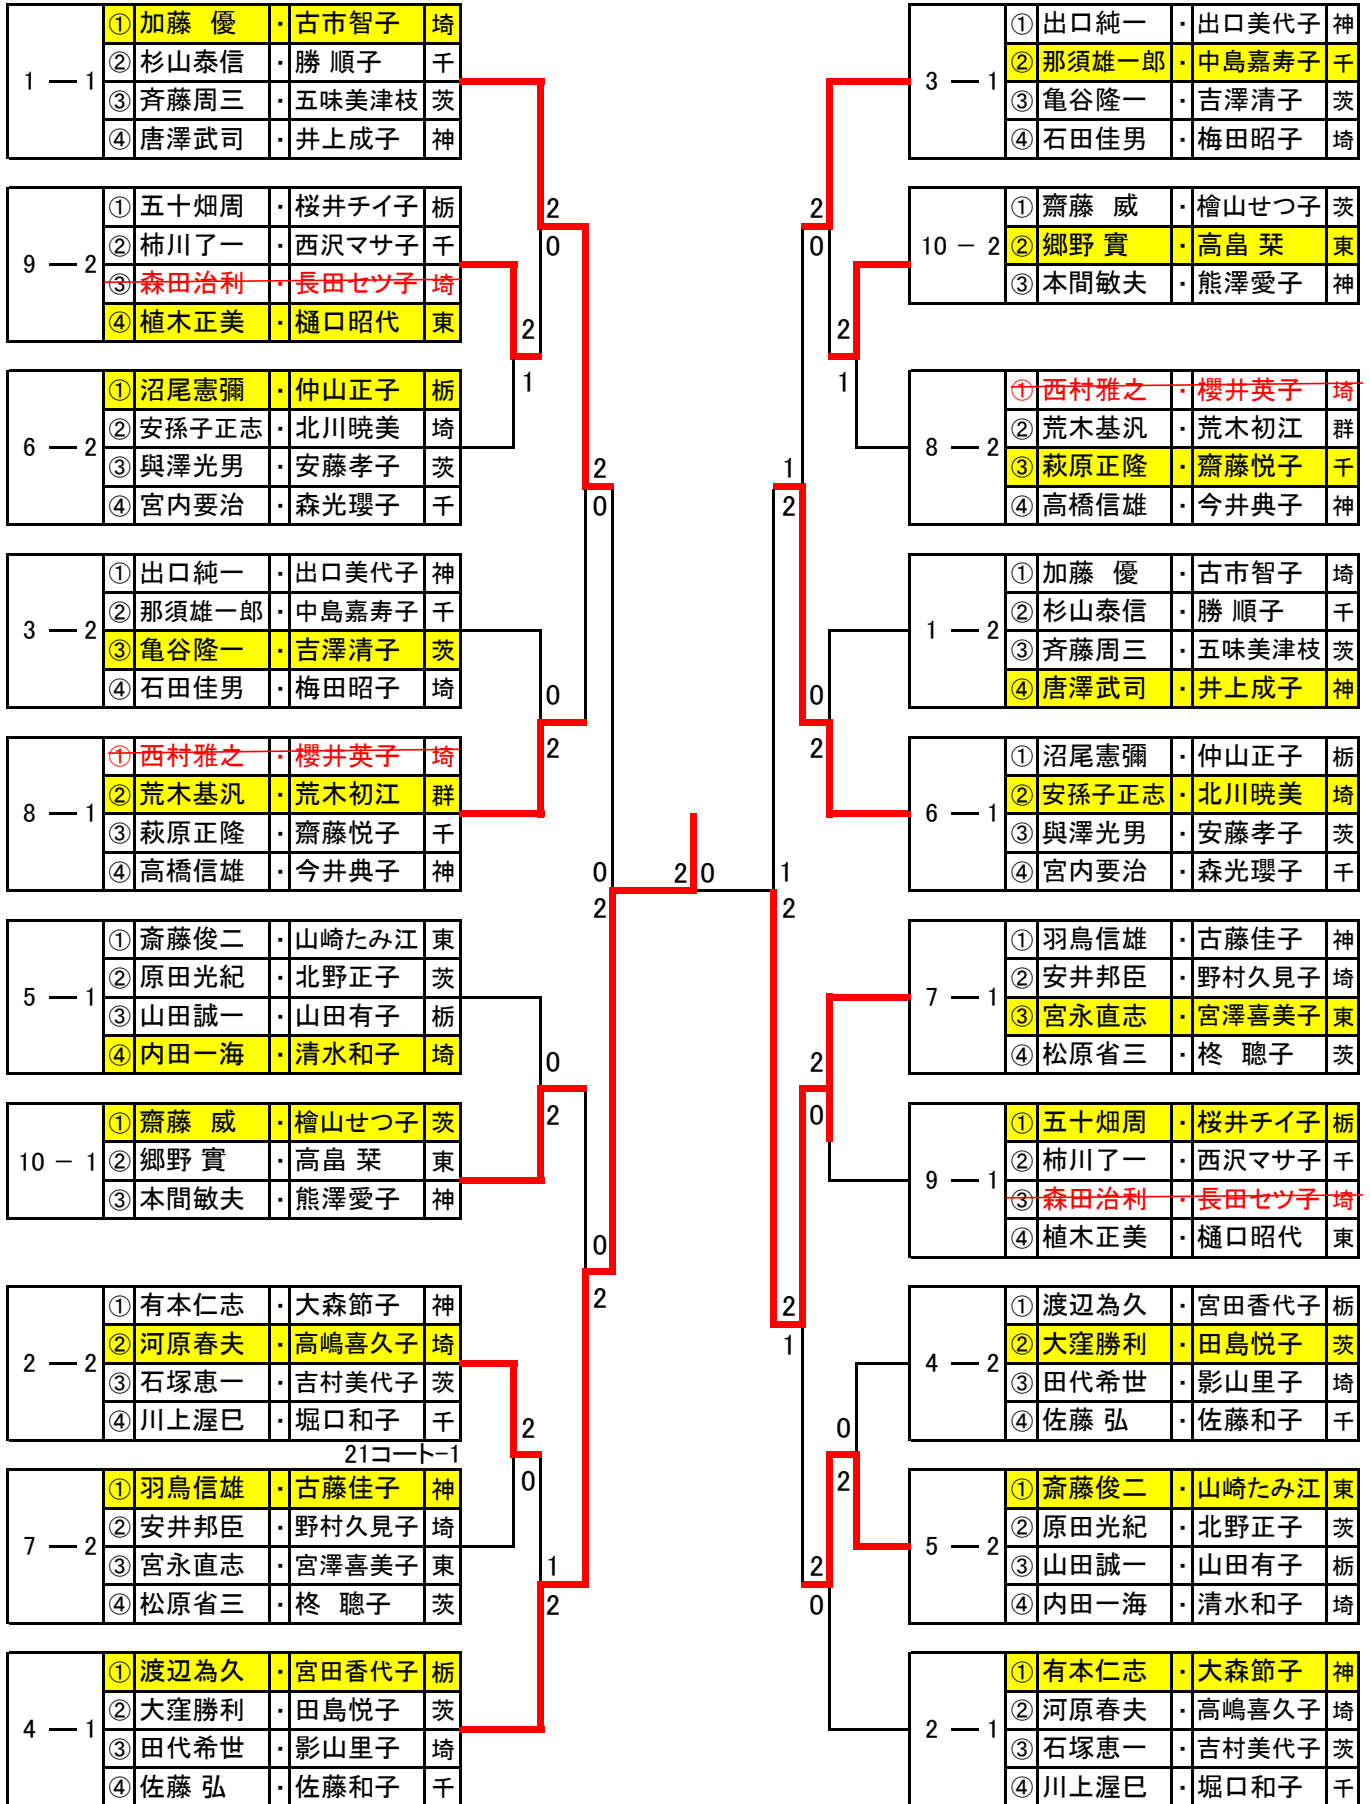 1 — 1
① 加藤 優 ・ 古市智子 埼
② 杉山泰信 ・ 勝 順子 千
③ 斉藤周三 ・ 五味美津枝 茨
④ 唐澤武司 ・ 井上成子 神
9 — 2
① 五十畑周 ・ 桜井チイ子 栃
② 柿川了一 ・ 西沢マサ子 千
③ 森田治利 ・ 長田セツ子 埼
④ 植木正美 ・ 樋口昭代 東
6 — 2
① 沼尾憲彌 ・ 仲山正子 栃
② 安孫子正志 ・ 北川暁美 埼
③ 與澤光男 ・ 安藤孝子 茨
④ 宮内要治 ・ 森光瓔子 千
3 — 2
① 出口純一 ・ 出口美代子 神
② 那須雄一郎 ・ 中島嘉寿子 千
③ 亀谷隆一 ・ 吉澤清子 茨
④ 石田佳男 ・ 梅田昭子 埼
8 — 1
① 西村雅之 ・ 櫻井英子 埼
② 荒木基汎 ・ 荒木初江 群
③ 萩原正隆 ・ 齋藤悦子 千
④ 高橋信雄 ・ 今井典子 神
5 — 1
① 斎藤俊二 ・ 山崎たみ江 東
② 原田光紀 ・ 北野正子 茨
③ 山田誠一 ・ 山田有子 栃
④ 内田一海 ・ 清水和子 埼
10 － 1
① 齋藤 威 ・ 檜山せつ子 茨
② 郷野 實 ・ 高畠 栞 東
③ 本間敏夫 ・ 熊澤愛子 神
2 — 2
① 有本仁志 ・ 大森節子 神
② 河原春夫 ・ 高嶋喜久子 埼
③ 石塚恵一 ・ 吉村美代子 茨
④ 川上渥巳 ・ 堀口和子 千
21コート-1
7 — 2
① 羽鳥信雄 ・ 古藤佳子 神
② 安井邦臣 ・ 野村久見子 埼
③ 宮永直志 ・ 宮澤喜美子 東
④ 松原省三 ・ 柊 聰子 茨
4 — 1
① 渡辺為久 ・ 宮田香代子 栃
② 大窪勝利 ・ 田島悦子 茨
③ 田代希世 ・ 影山里子 埼
④ 佐藤 弘 ・ 佐藤和子 千
2
0
2
1
2
0
0
2
0
2
0
2
0
2
2
0
1
2
2 0
2
0
2
1
1
2
0
2
1
2
2
0
2
1
0
2
2
0
3 — 1
① 出口純一 ・ 出口美代子 神
② 那須雄一郎 ・ 中島嘉寿子 千
③ 亀谷隆一 ・ 吉澤清子 茨
④ 石田佳男 ・ 梅田昭子 埼
10 － 2
① 齋藤 威 ・ 檜山せつ子 茨
② 郷野 實 ・ 高畠 栞 東
③ 本間敏夫 ・ 熊澤愛子 神
8 — 2
① 西村雅之 ・ 櫻井英子 埼
② 荒木基汎 ・ 荒木初江 群
③ 萩原正隆 ・ 齋藤悦子 千
④ 高橋信雄 ・ 今井典子 神
1 — 2
① 加藤 優 ・ 古市智子 埼
② 杉山泰信 ・ 勝 順子 千
③ 斉藤周三 ・ 五味美津枝 茨
④ 唐澤武司 ・ 井上成子 神
6 — 1
① 沼尾憲彌 ・ 仲山正子 栃
② 安孫子正志 ・ 北川暁美 埼
③ 與澤光男 ・ 安藤孝子 茨
④ 宮内要治 ・ 森光瓔子 千
7 — 1
① 羽鳥信雄 ・ 古藤佳子 神
② 安井邦臣 ・ 野村久見子 埼
③ 宮永直志 ・ 宮澤喜美子 東
④ 松原省三 ・ 柊 聰子 茨
9 — 1
① 五十畑周 ・ 桜井チイ子 栃
② 柿川了一 ・ 西沢マサ子 千
③ 森田治利 ・ 長田セツ子 埼
④ 植木正美 ・ 樋口昭代 東
4 — 2
① 渡辺為久 ・ 宮田香代子 栃
② 大窪勝利 ・ 田島悦子 茨
③ 田代希世 ・ 影山里子 埼
④ 佐藤 弘 ・ 佐藤和子 千
5 — 2
① 斎藤俊二 ・ 山崎たみ江 東
② 原田光紀 ・ 北野正子 茨
③ 山田誠一 ・ 山田有子 栃
④ 内田一海 ・ 清水和子 埼
2 — 1
① 有本仁志 ・ 大森節子 神
② 河原春夫 ・ 高嶋喜久子 埼
③ 石塚恵一 ・ 吉村美代子 茨
④ 川上渥巳 ・ 堀口和子 千